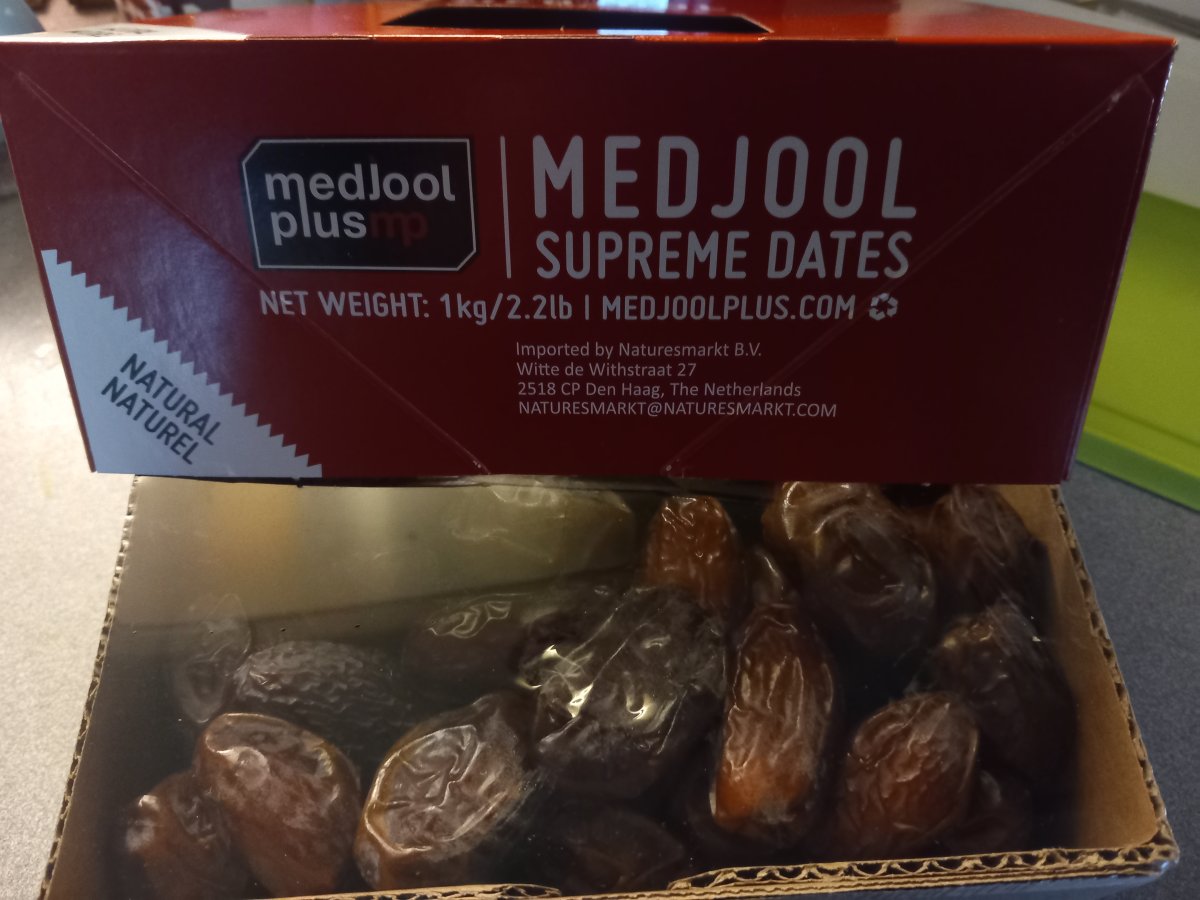 medjool
plusmp
MEDJOOL
SUPREME DATES
NET WEIGHT: 1kg/2.2lb | MEDJOOLPLUS.COM
Imported by Naturesmarkt B.V.
Witte de Withstraat 27
2518 CP Den Haag, The Netherlands
NATURESMARKT@NATURESMARKT.COM
NATURAL
NATUREL